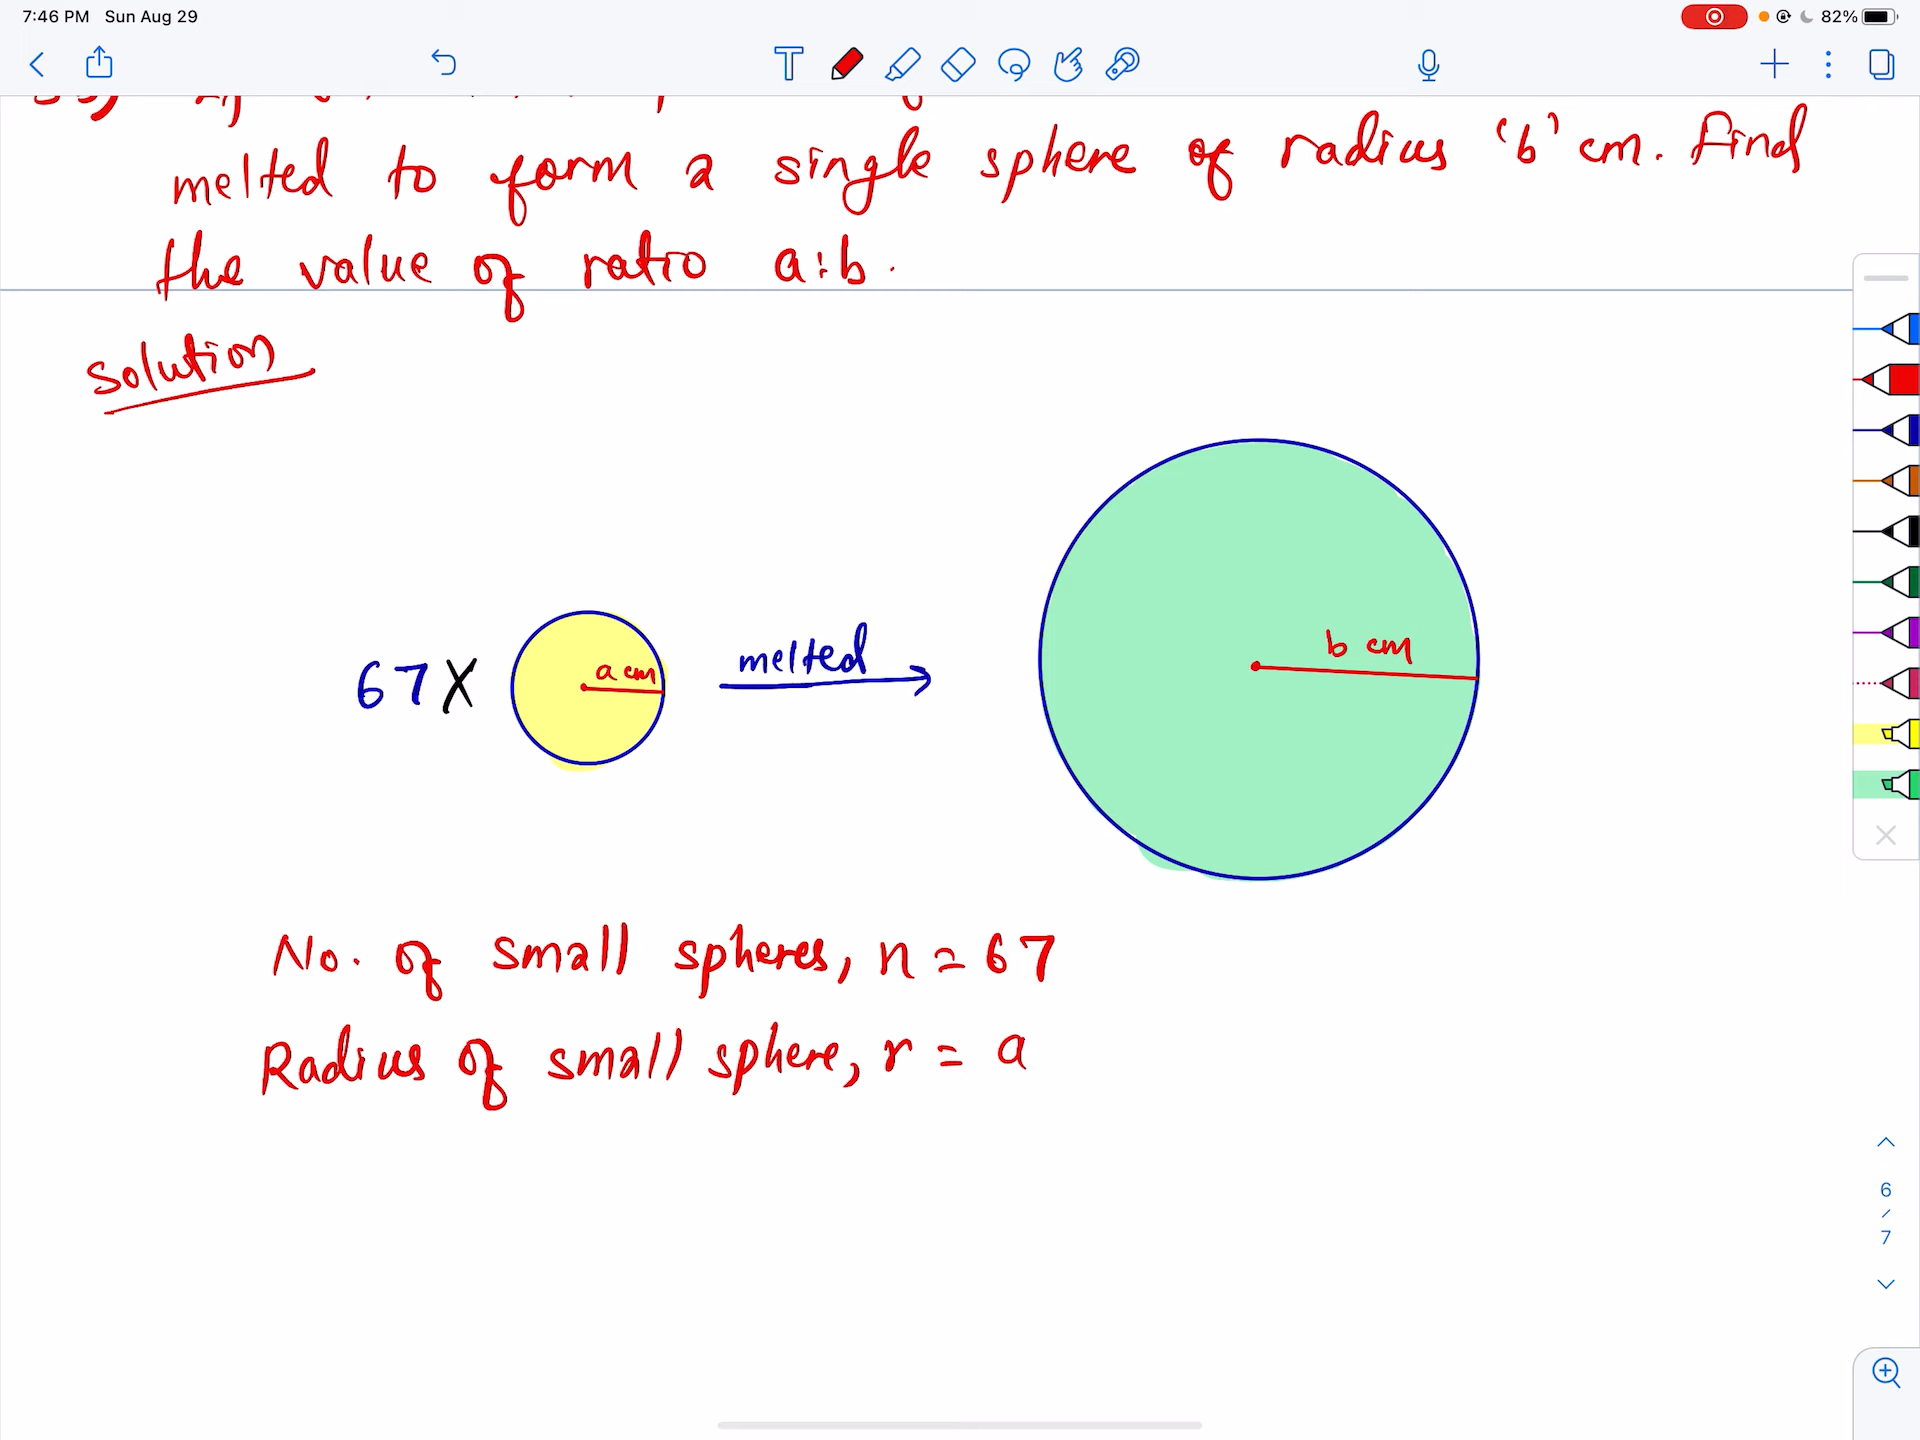 7:46 PM Sun Aug 29
82%
melted to form a single sphere of radius 'b' cm. Find
the value of ratio a:b.
Solution
b cm
67X
a cm
melted
No. of small spheres, n = 67
Radius of small sphere, r = a
6
/
7